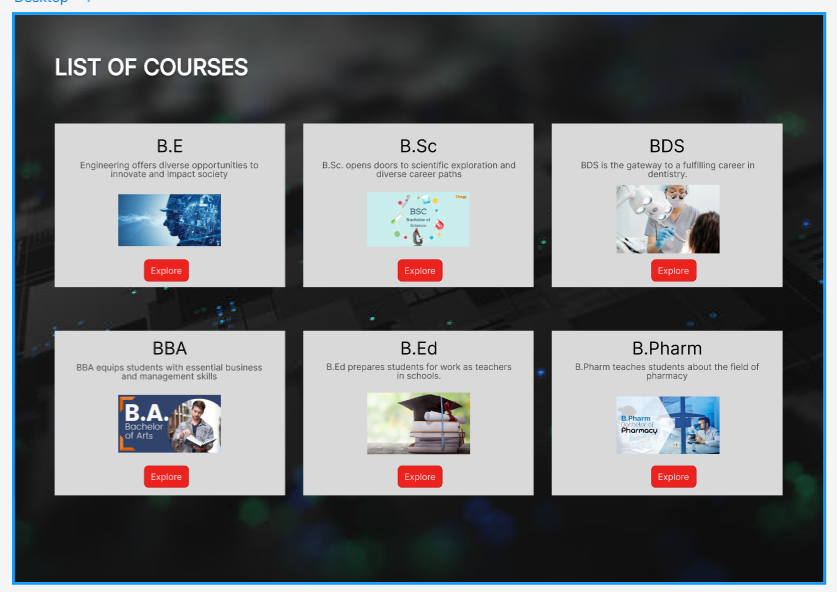 Desktop
LIST OF COURSES
B.E
Engineering offers diverse opportunities to
innovate and impact society
Explore
B.Sc
B.Sc. opens doors to scientific exploration and
diverse career paths
BSC
Bachelor of
Science
Explore
BDS
BDS is the gateway to a fulfilling career in
dentistry.
Explore
BBA
BBA equips students with essential business
and management skills
B.A.
Bachelor
of Arts
Explore
B.Ed
B.Ed prepares students for work as teachers
in schools.
Explore
B.Pharm
B.Pharm teaches students about the field of
pharmacy
B.Pharm
Bachelor of
Pharmacy
Explore